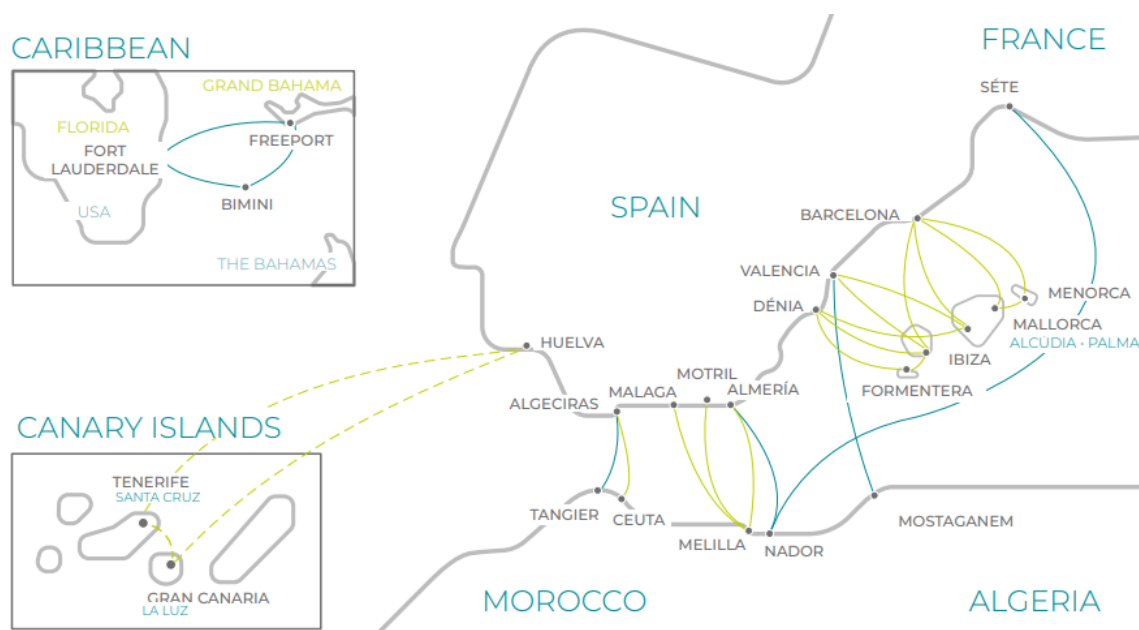 CARIBBEAN
GRAND BAHAMA
FLORIDA
FORT
LAUDERDALE
FREEPORT
BIMINI
USA
THE BAHAMAS
FRANCE
SÉTE
SPAIN
BARCELONA
VALENCIA
DÉNIA
MENORCA
MALLORCA
ALCÙDIA · PALMA
IBIZA
FORMENTERA
HUELVA
MOTRIL
MALAGA
ALMERÍA
ALGECIRAS
CANARY ISLANDS
TENERIFE
SANTA CRUZ
GRAN CANARIA
LA LUZ
TANGIER
CEUTA
MELILLA
NADOR
MOSTAGANEM
MOROCCO
ALGERIA